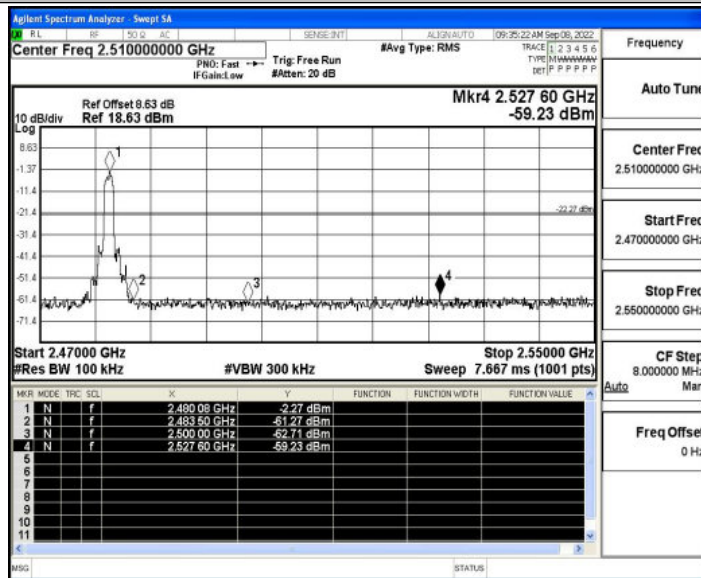 Agilent Spectrum Analyzer - Swept SA
RL RF 50 Ω AC SENSE:INT ALIGNAUTO 09:35:22 AM Sep 08, 2022
Center Freq 2.510000000 GHz #Avg Type: RMS TRACE 1 2 3 4 5 6
PNO: Fast Trig: Free Run TYPE MWWWWW
IFGain:Low #Atten: 20 dB DET P P P P P P
Ref Offset 8.63 dB Mkr4 2.527 60 GHz
10 dB/div Ref 18.63 dBm -59.23 dBm
Log
8.63
-1.37
-11.4
-21.4
-31.4
-41.4
-51.4
-61.4
-71.4
1
2
3
4
-22.27 dBm
Start 2.47000 GHz Stop 2.55000 GHz
#Res BW 100 kHz #VBW 300 kHz Sweep 7.667 ms (1001 pts)
MKR MODE TRC SCL X Y FUNCTION FUNCTION WIDTH FUNCTION VALUE
1 N f 2.480 08 GHz -2.27 dBm
2 N f 2.483 50 GHz -61.27 dBm
3 N f 2.500 00 GHz -62.71 dBm
4 N f 2.527 60 GHz -59.23 dBm
5
6
7
8
9
10
11
MSG STATUS
Frequency
Auto Tune
Center Freq
2.510000000 GHz
Start Freq
2.470000000 GHz
Stop Freq
2.550000000 GHz
CF Step
8.000000 MHz
Auto Man
Freq Offset
0 Hz